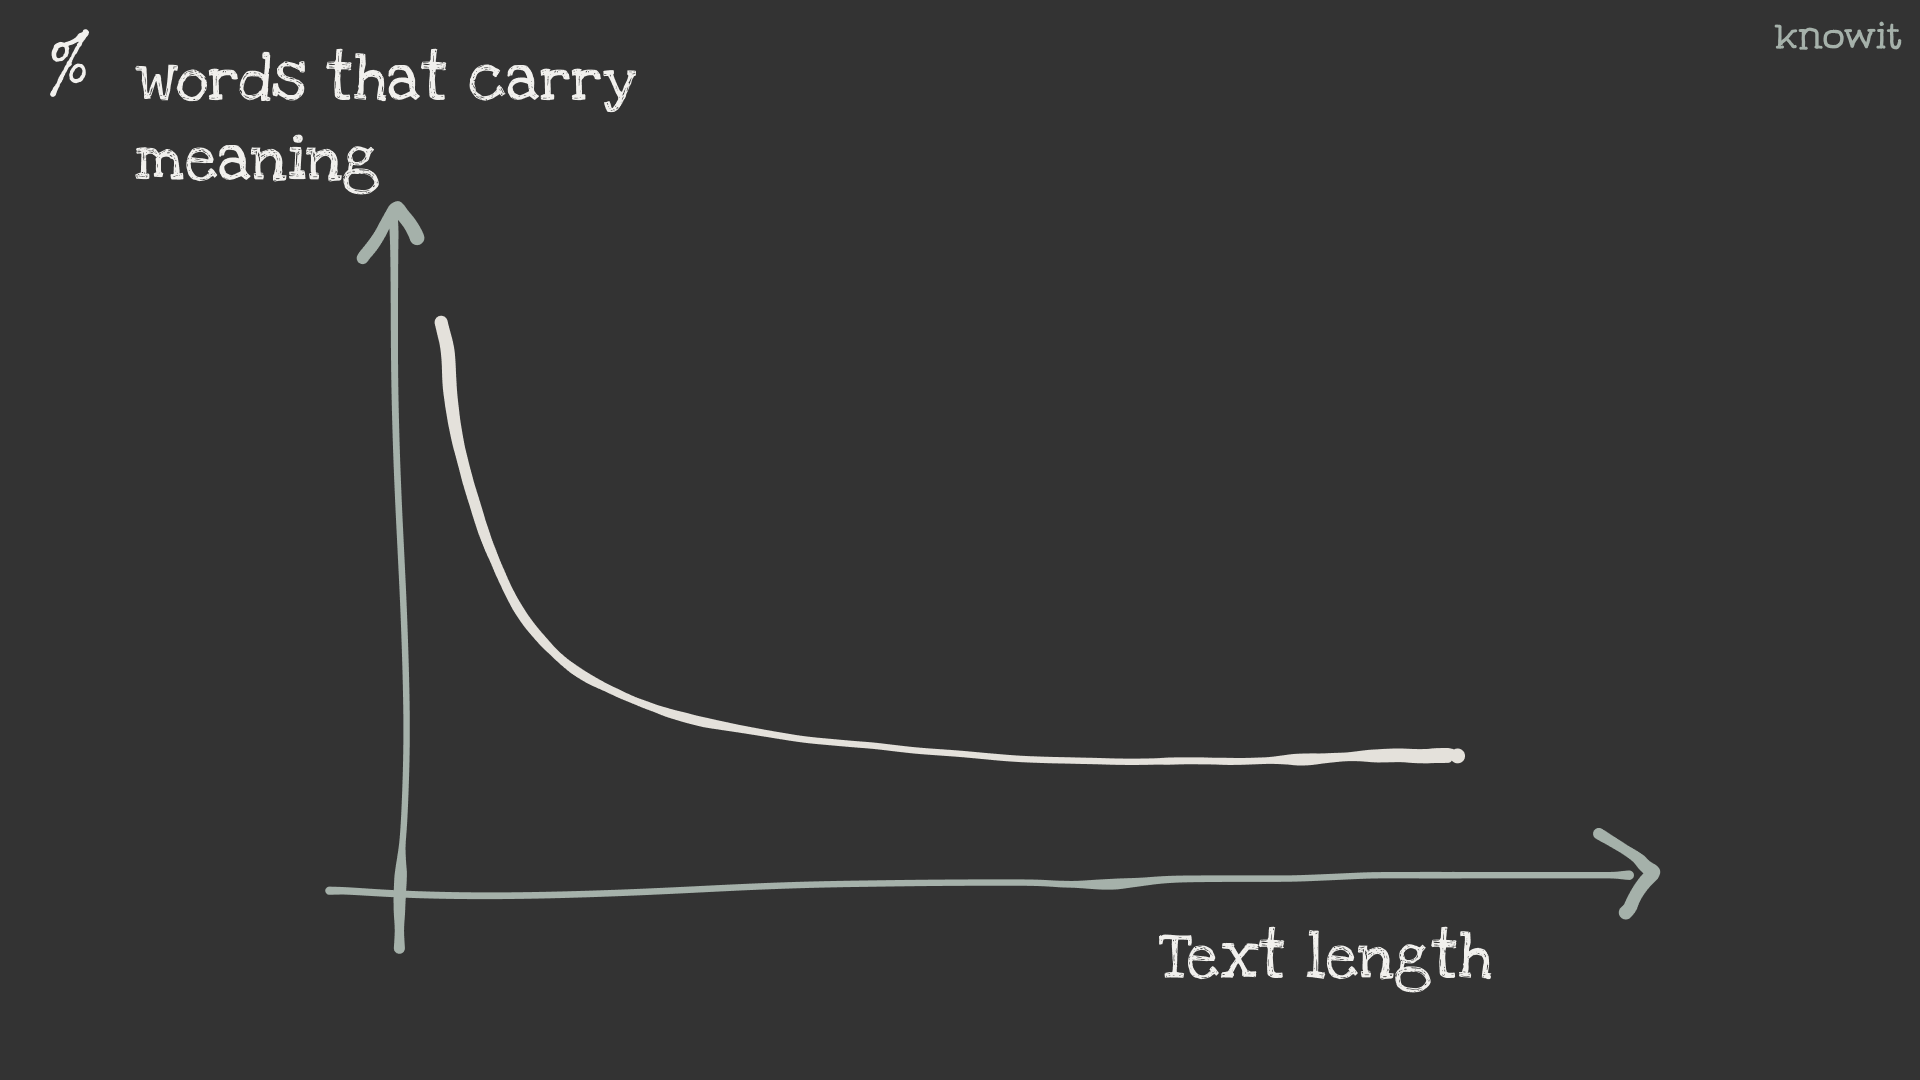 % words that carry
meaning
knowit
Text length